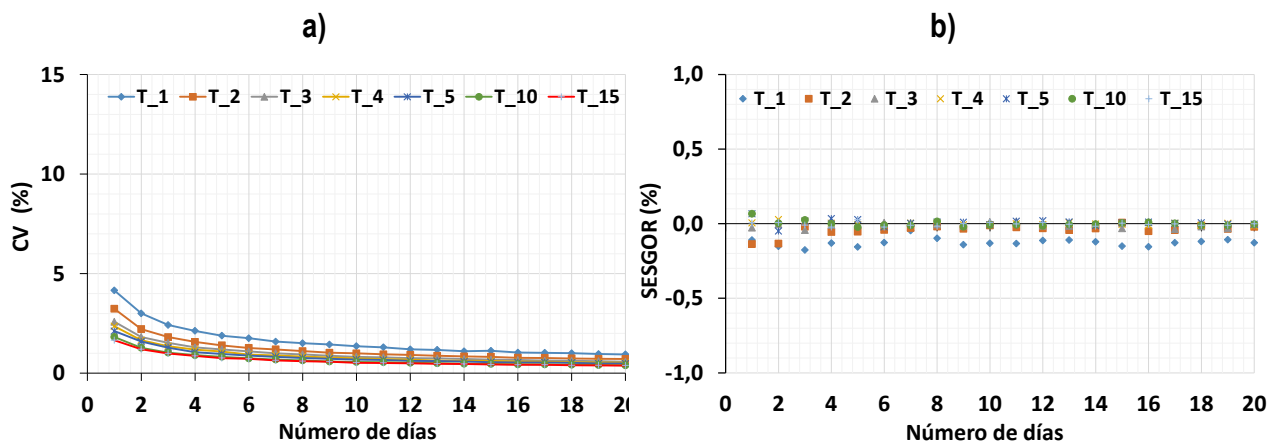 a)
15
10
5
0
CV (%)
T_1 T_2 T_3 T_4 T_5 T_10 T_15
0 2 4 6 8 10 12 14 16 18 20
Número de días
b)
1,0
0,5
0,0
-0,5
-1,0
SESGOR (%)
T_1 T_2 T_3 T_4 T_5 T_10 T_15
0 2 4 6 8 10 12 14 16 18 20
Número de días